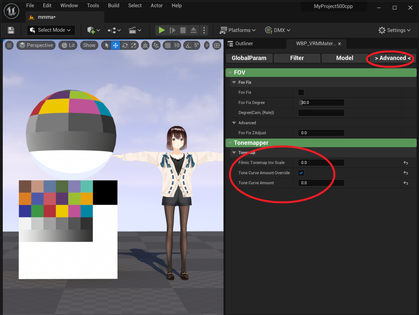 MyProject500cpp
File Edit Window Tools Build Select Actor Help
mmma*
Select Mode
Platforms
DMX
Settings
Perspective
Lit
Show
Outliner
WBP_VRMMater...
GlobalParam
Filter
Model
> Advanced <
FOV
Fov Fix
Fov Fix
Fov Fix Degree
30.0
DegreeCam, (Raid)
Advanced
Fov Fix ZAdjust
0.0
Tonemapper
Filmic Tonemap Inv Scale
0.0
Tone Curve Amount Override
Tone Curve Amount
0.0